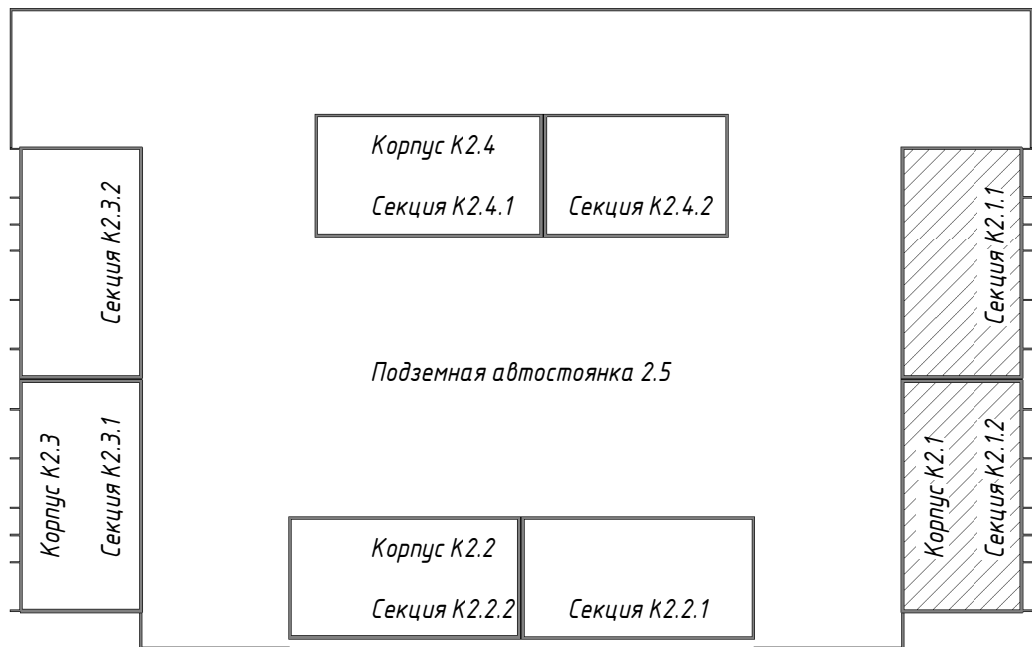 Корпус К2.4
Секция К2.4.1
Секция К2.4.2
Секция К2.3.2
Секция К2.1.1
Подземная автостоянка 2.5
Корпус К2.3
Секция К2.3.1
Корпус К2.1
Секция К2.1.2
Корпус К2.2
Секция К2.2.2
Секция К2.2.1